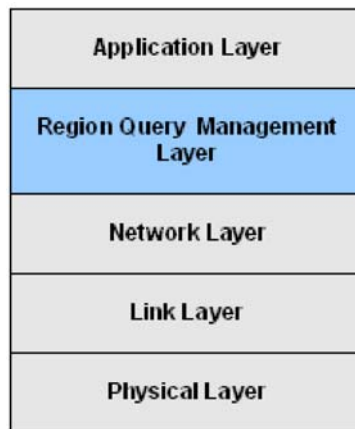 Application Layer
Region Query Management
Layer
Network Layer
Link Layer
Physical Layer